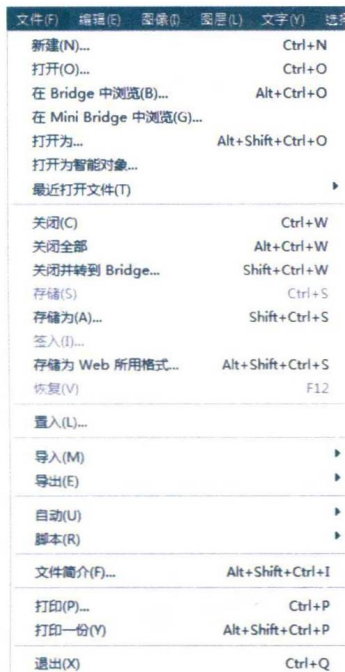 文件(F) 编辑(E) 图像(I) 图层(L) 文字(Y) 选择
新建(N)... Ctrl+N
打开(O)... Ctrl+O
在 Bridge 中浏览(B)... Alt+Ctrl+O
在 Mini Bridge 中浏览(G)...
打开为... Alt+Shift+Ctrl+O
打开为智能对象...
最近打开文件(T)
关闭(C) Ctrl+W
关闭全部 Alt+Ctrl+W
关闭并转到 Bridge... Shift+Ctrl+W
存储(S) Ctrl+S
存储为(A)... Shift+Ctrl+S
签入(I)...
存储为 Web 所用格式... Alt+Shift+Ctrl+S
恢复(V) F12
置入(L)...
导入(M)
导出(E)
自动(U)
脚本(R)
文件简介(F)... Alt+Shift+Ctrl+I
打印(P)... Ctrl+P
打印一份(Y) Alt+Shift+Ctrl+P
退出(X) Ctrl+Q